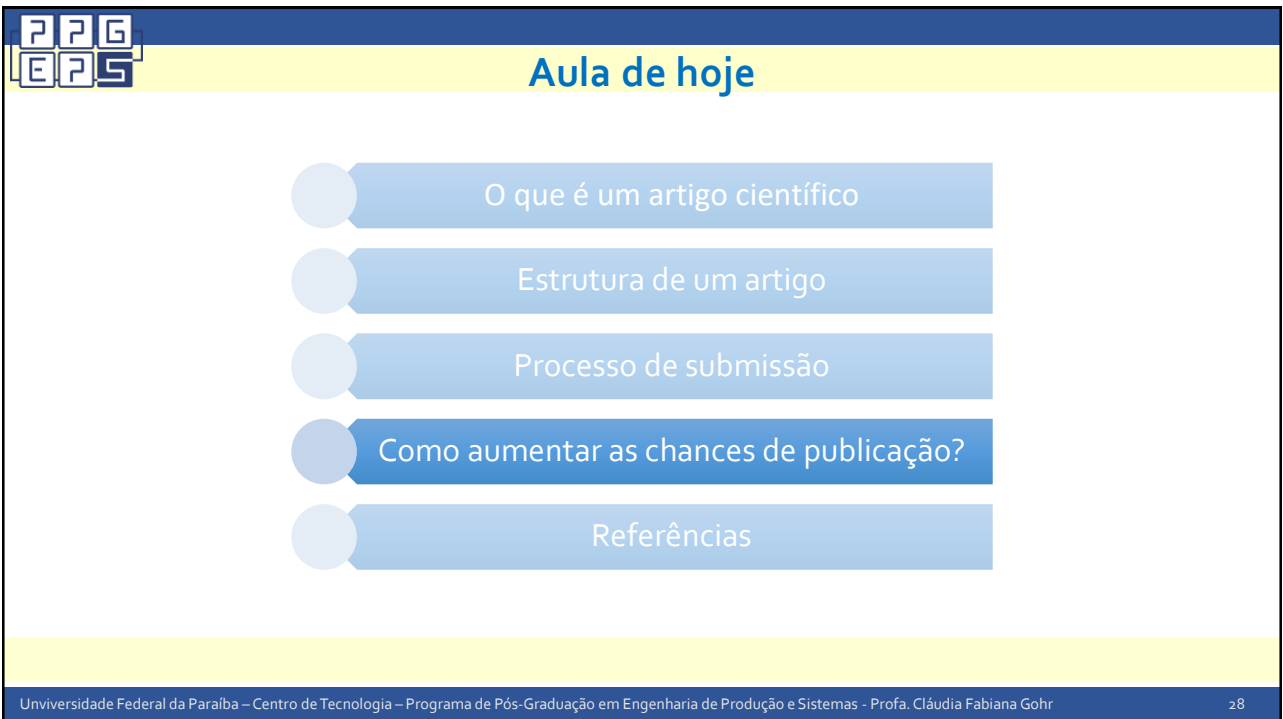 PPG
EPS
Aula de hoje
O que é um artigo científico
Estrutura de um artigo
Processo de submissão
Como aumentar as chances de publicação?
Referências
Unviversidade Federal da Paraíba – Centro de Tecnologia – Programa de Pós-Graduação em Engenharia de Produção e Sistemas - Profa. Cláudia Fabiana Gohr 28